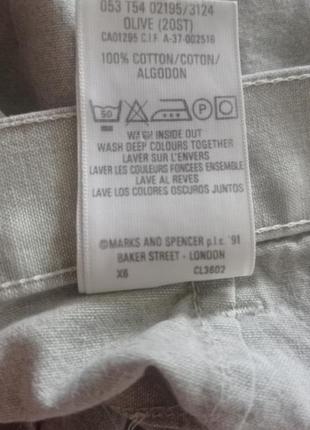 053 T54 02195/3124
OLIVE (20ST)
CA01295 C.I.F A-37-002516
100% COTTON/COTON/
ALGODON
50
P
WASH INSIDE OUT
WASH DEEP COLOURS TOGETHER
LAVER SUR L'ENVERS
LAVER LES COULEURS FONCEES ENSEMBLE
LAVE AL REVES
LAVE LOS COLORES OSCUROS JUNTOS
©MARKS AND SPENCER p.l.c. '91
BAKER STREET - LONDON
X6 CL3602